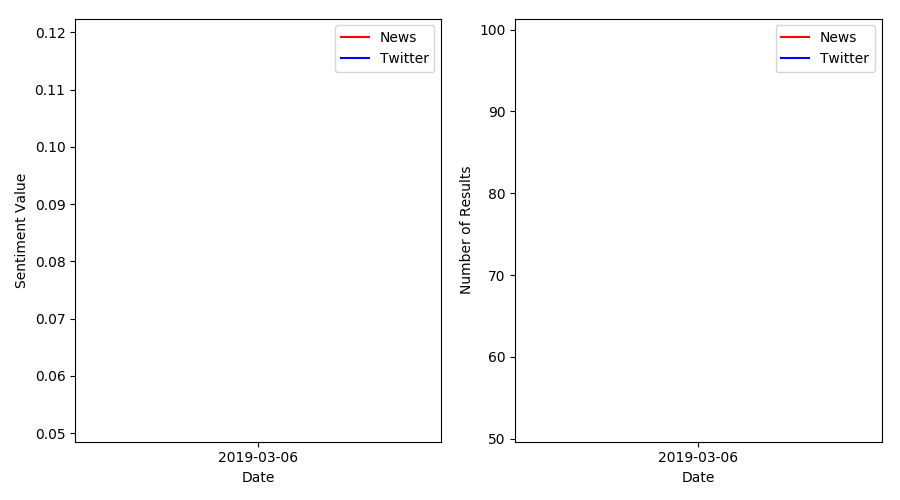 0.12
0.11
0.10
0.09
0.08
0.07
0.06
0.05
Sentiment Value
2019-03-06
Date
News
Twitter
100
90
80
70
60
50
Number of Results
2019-03-06
Date
News
Twitter